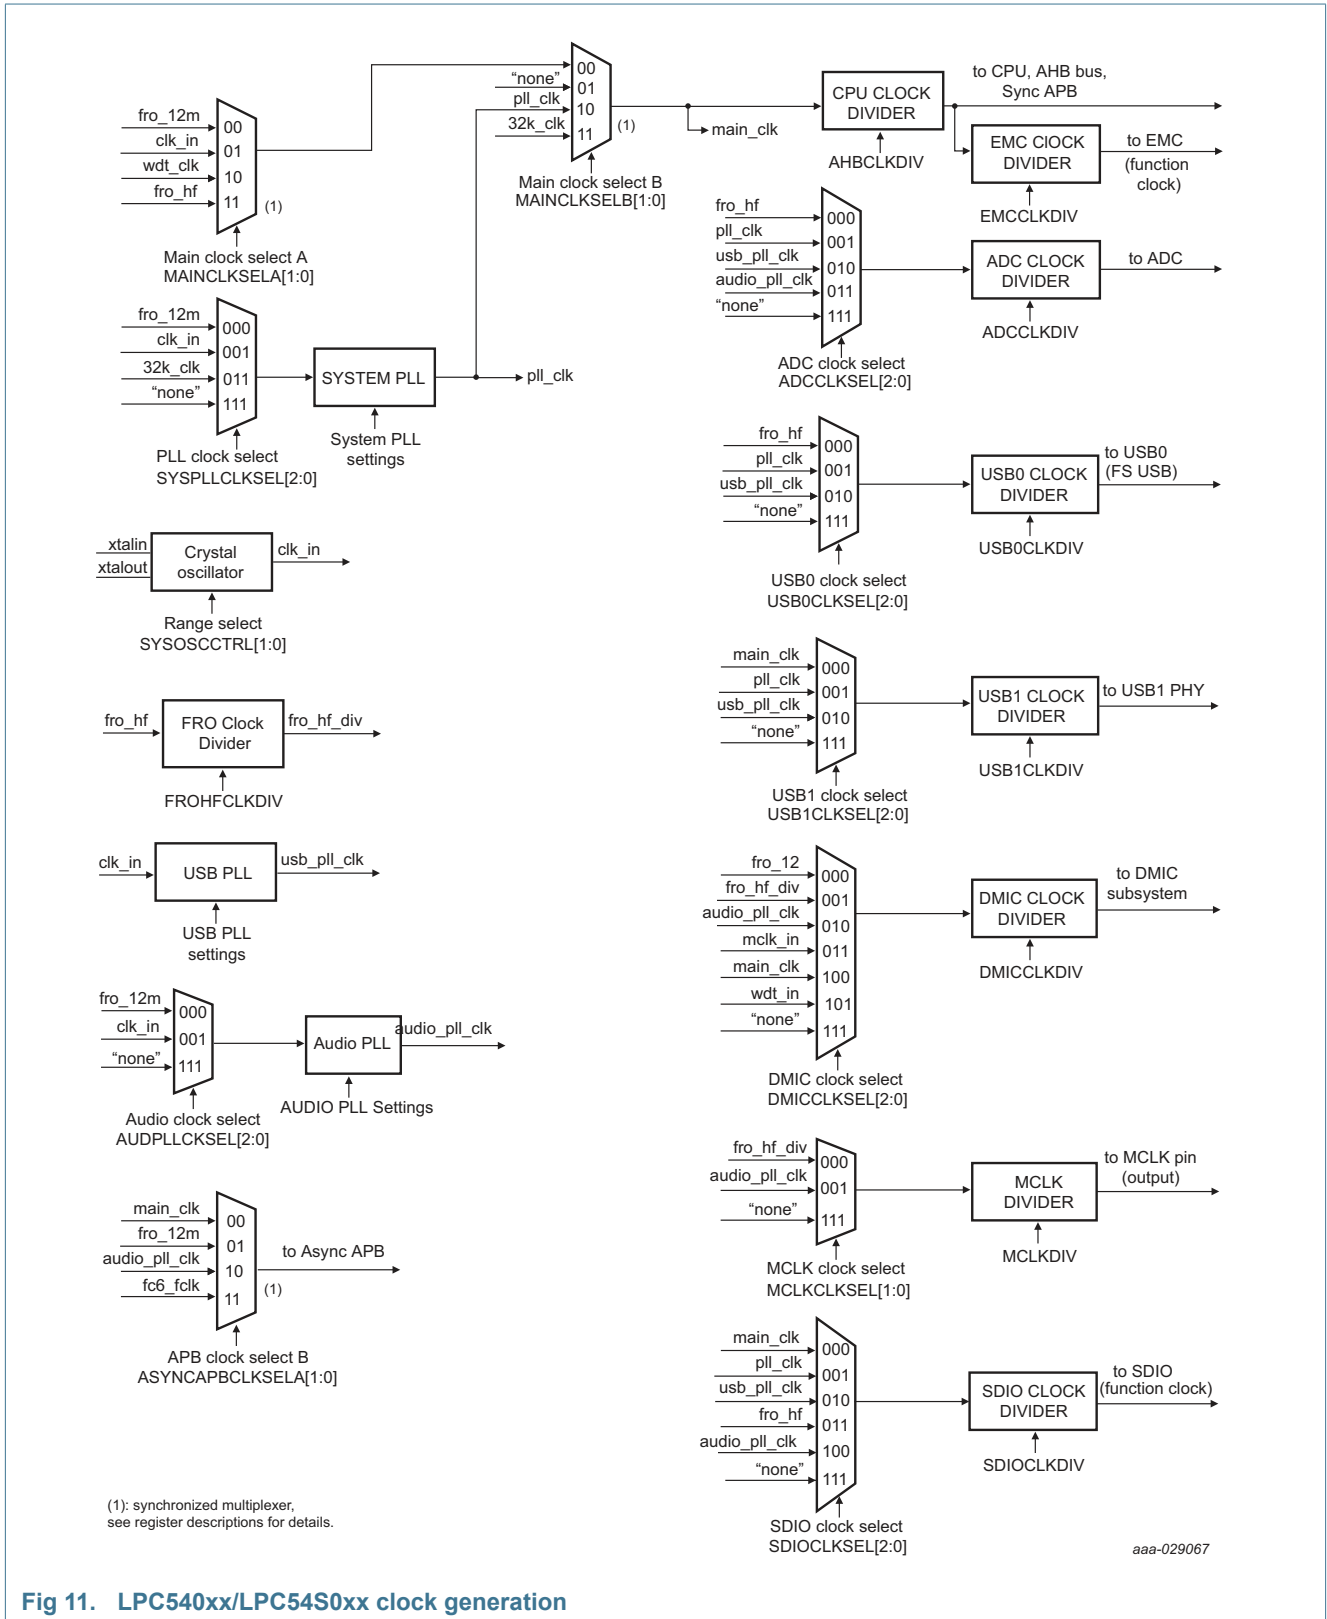 fro_12m
clk_in
wdt_clk
fro_hf
00
01
10
11
(1)
Main clock select A
MAINCLKSELA[1:0]
“none”
pll_clk
32k_clk
00
01
10
11
(1)
Main clock select B
MAINCLKSELB[1:0]
main_clk
CPU CLOCK
DIVIDER
AHBCLKDIV
to CPU, AHB bus,
Sync APB
EMC ClOCK
DIVIDER
EMCCLKDIV
to EMC
(function
clock)
fro_12m
clk_in
32k_clk
“none”
000
001
011
111
PLL clock select
SYSPLLCLKSEL[2:0]
SYSTEM PLL
System PLL
settings
pll_clk
fro_hf
pll_clk
usb_pll_clk
audio_pll_clk
“none”
000
001
010
011
111
ADC clock select
ADCCLKSEL[2:0]
ADC CLOCK
DIVIDER
ADCCLKDIV
to ADC
fro_hf
pll_clk
usb_pll_clk
“none”
000
001
010
111
USB0 clock select
USB0CLKSEL[2:0]
USB0 CLOCK
DIVIDER
USB0CLKDIV
to USB0
(FS USB)
xtalin
xtalout
Crystal
oscillator
clk_in
Range select
SYSOSCCTRL[1:0]
main_clk
pll_clk
usb_pll_clk
“none”
000
001
010
111
USB1 clock select
USB1CLKSEL[2:0]
USB1 CLOCK
DIVIDER
USB1CLKDIV
to USB1 PHY
fro_hf
FRO Clock
Divider
fro_hf_div
FROHFCLKDIV
clk_in
USB PLL
usb_pll_clk
USB PLL
settings
fro_12
fro_hf_div
audio_pll_clk
mclk_in
main_clk
wdt_in
“none”
000
001
010
011
100
101
111
DMIC clock select
DMICCLKSEL[2:0]
DMIC CLOCK
DIVIDER
DMICCLKDIV
to DMIC
subsystem
fro_12m
clk_in
“none”
000
001
111
Audio clock select
AUDPLLCKSEL[2:0]
Audio PLL
audio_pll_clk
AUDIO PLL Settings
fro_hf_div
audio_pll_clk
“none”
000
001
111
MCLK clock select
MCLKCLKSEL[1:0]
MCLK
DIVIDER
MCLKDIV
to MCLK pin
(output)
main_clk
fro_12m
audio_pll_clk
fc6_fclk
00
01
10
11
(1)
to Async APB
APB clock select B
ASYNCAPBCLKSELA[1:0]
main_clk
pll_clk
usb_pll_clk
fro_hf
audio_pll_clk
“none”
000
001
010
011
100
111
SDIO clock select
SDIOCLKSEL[2:0]
SDIO CLOCK
DIVIDER
SDIOCLKDIV
to SDIO
(function clock)
(1): synchronized multiplexer,
see register descriptions for details.
aaa-029067
Fig 11. LPC540xx/LPC54S0xx clock generation